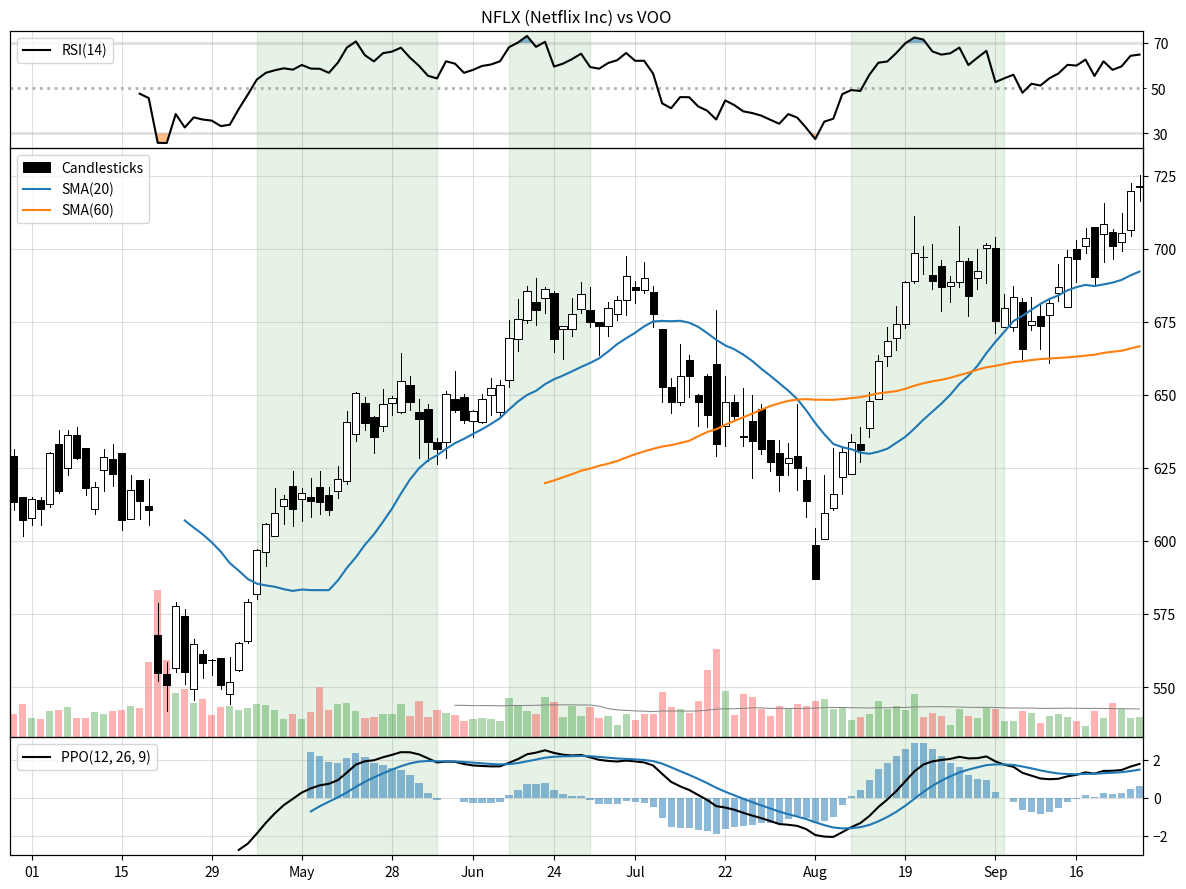 NFLX (Netflix Inc) vs VOO
RSI(14)
70
50
30
Candlesticks
SMA(20)
SMA(60)
725
700
675
650
625
600
575
550
PPO(12, 26, 9)
2
0
−2
01 15 29 May 28 Jun 24 Jul 22 Aug 19 Sep 16